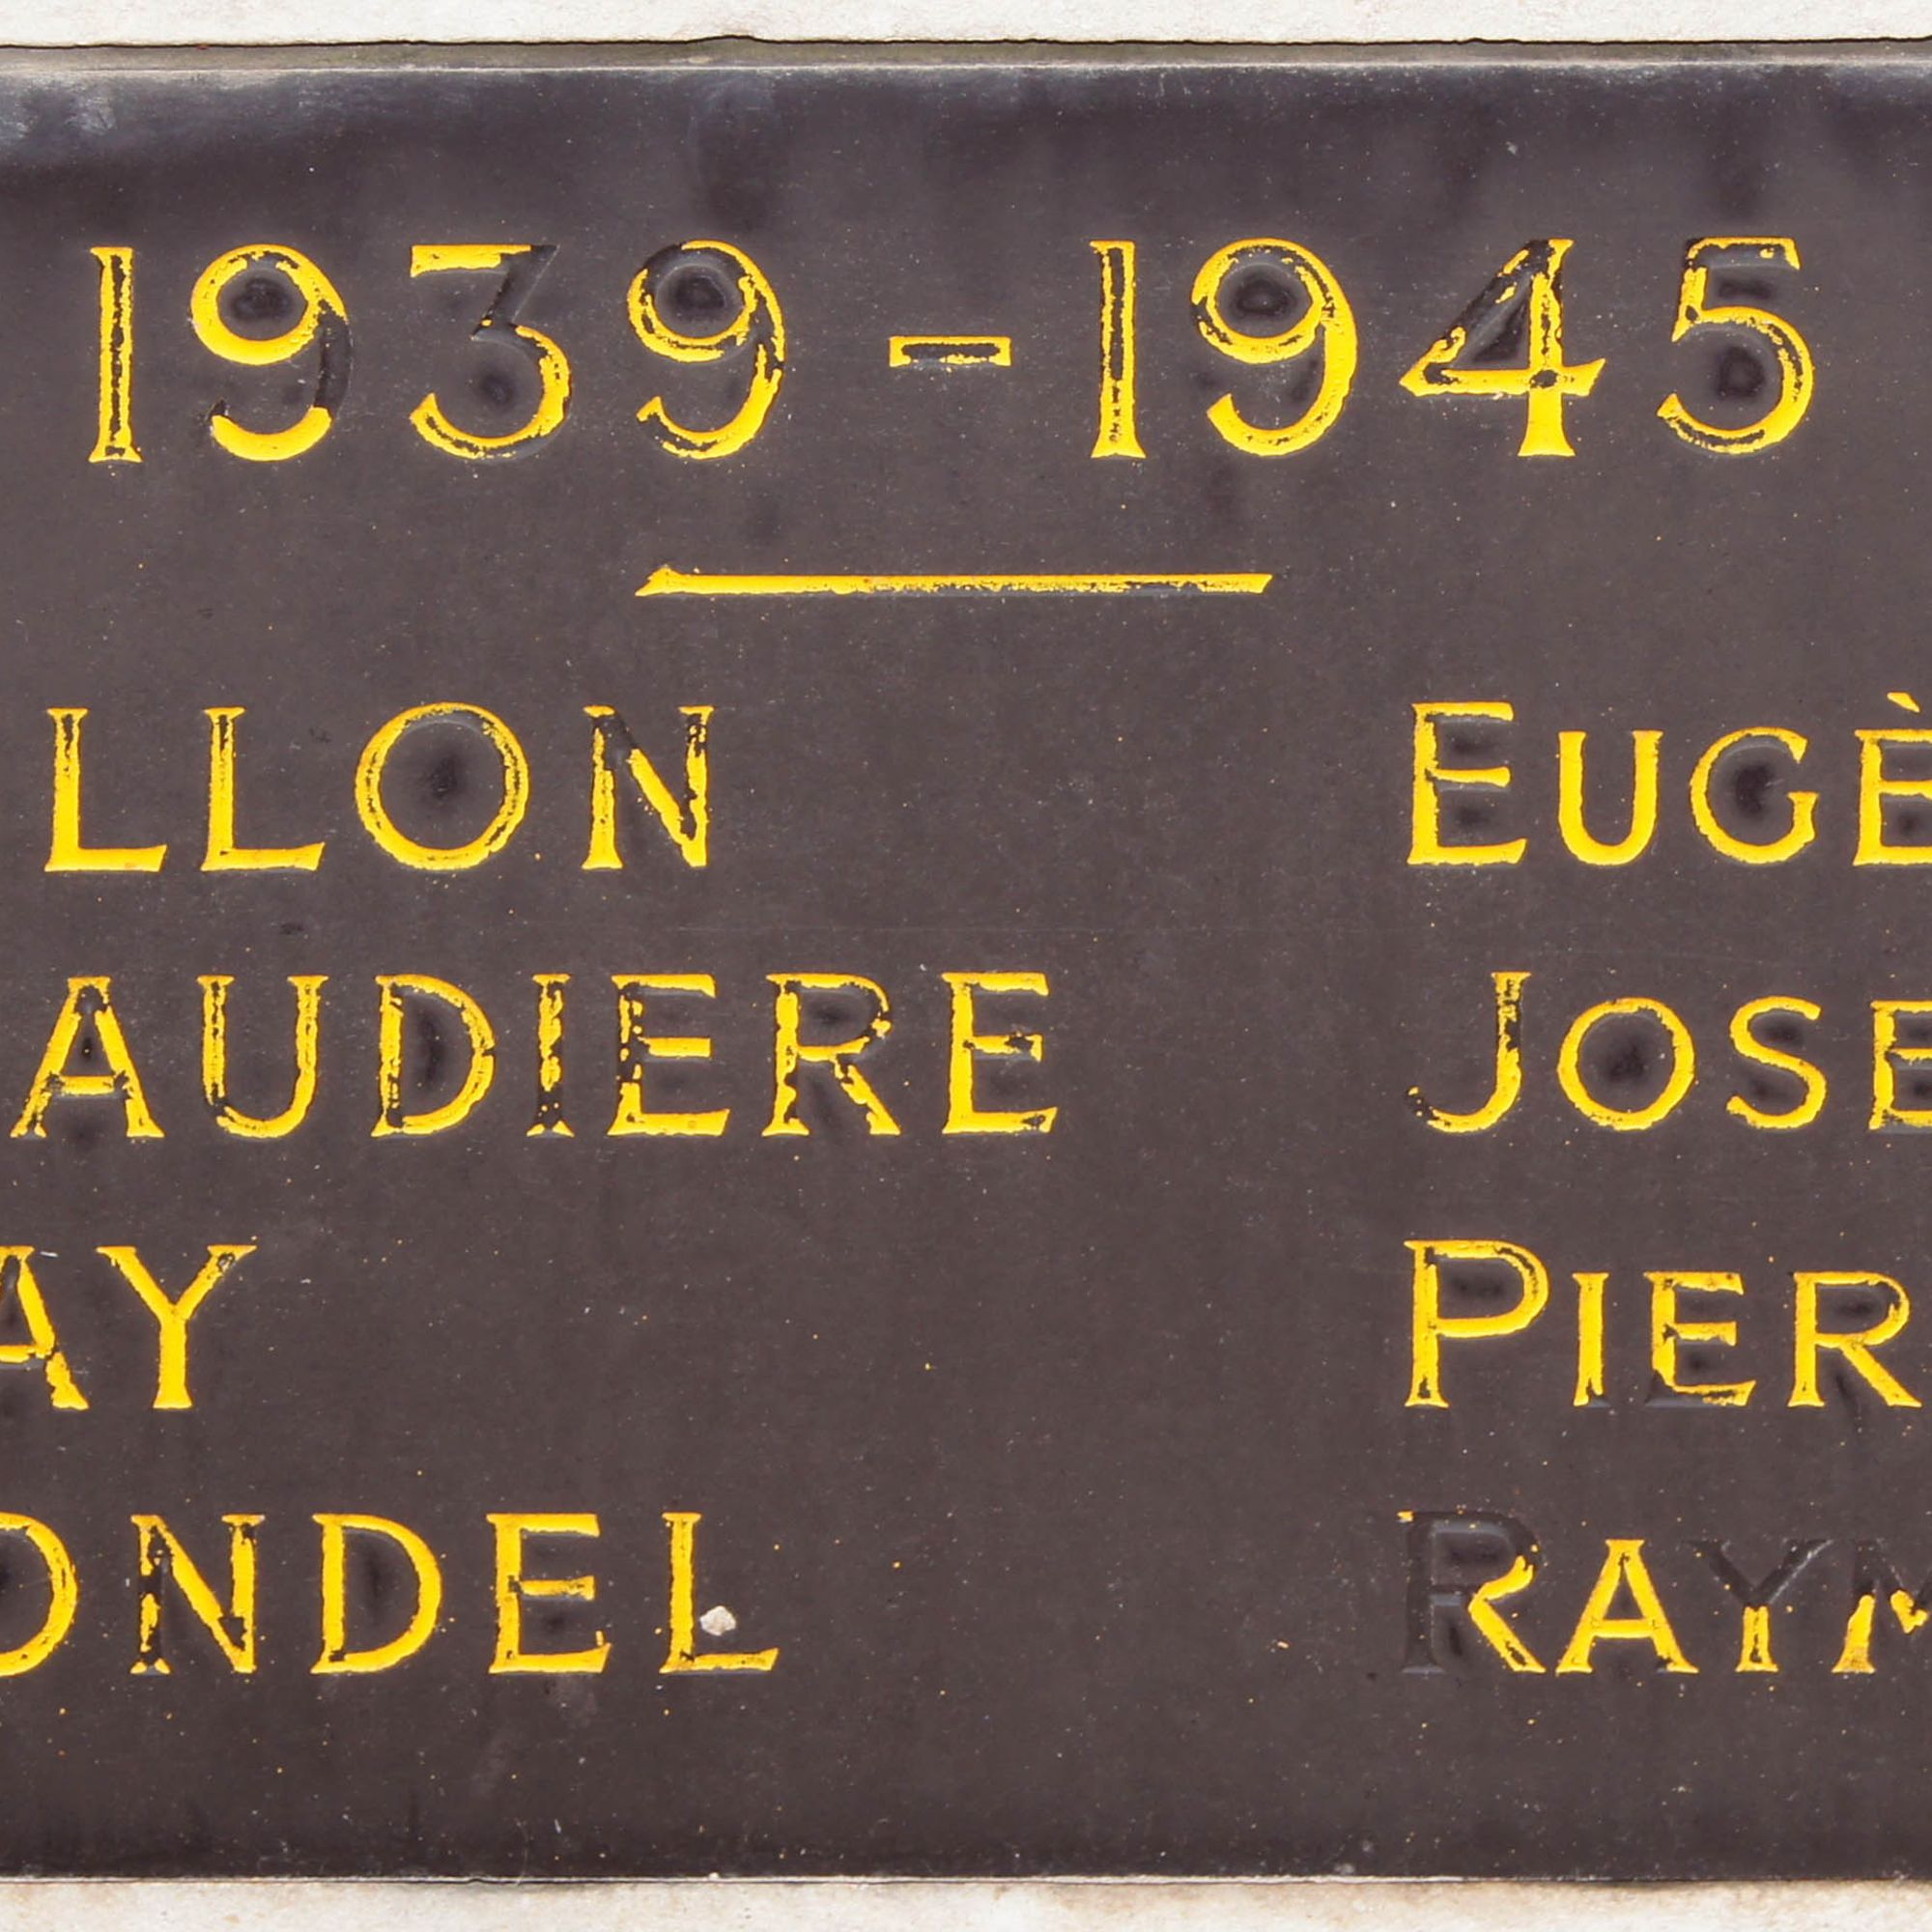 1939-1945
LLON EUGÈ
AUDIERE JOSE
AY PIER
ONDEL RAYM